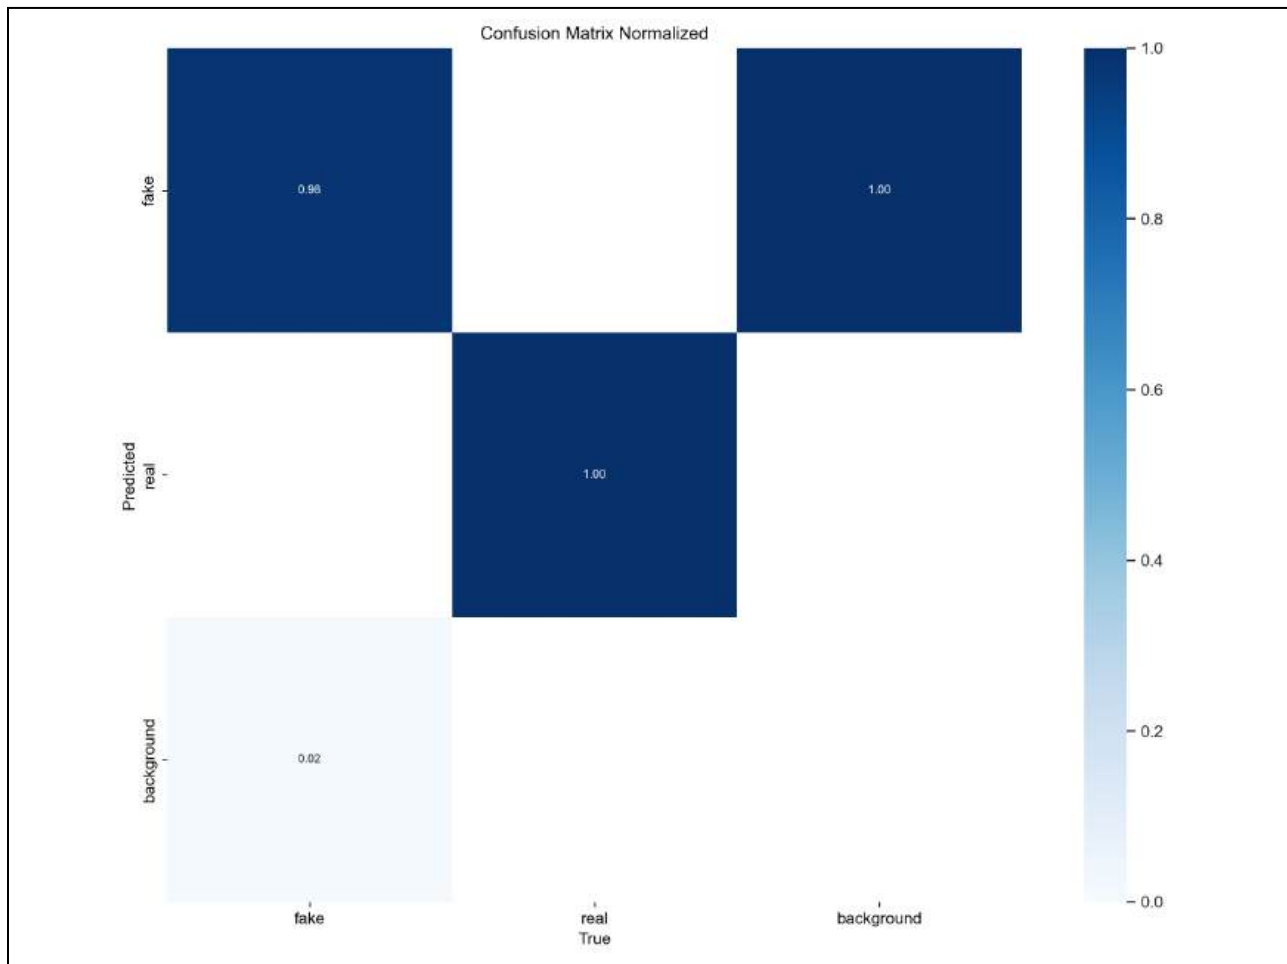 Confusion Matrix Normalized
fake
0.98
1.00
Predicted
real
1.00
background
0.02
fake
real
background
True
1.0
0.8
0.6
0.4
0.2
0.0